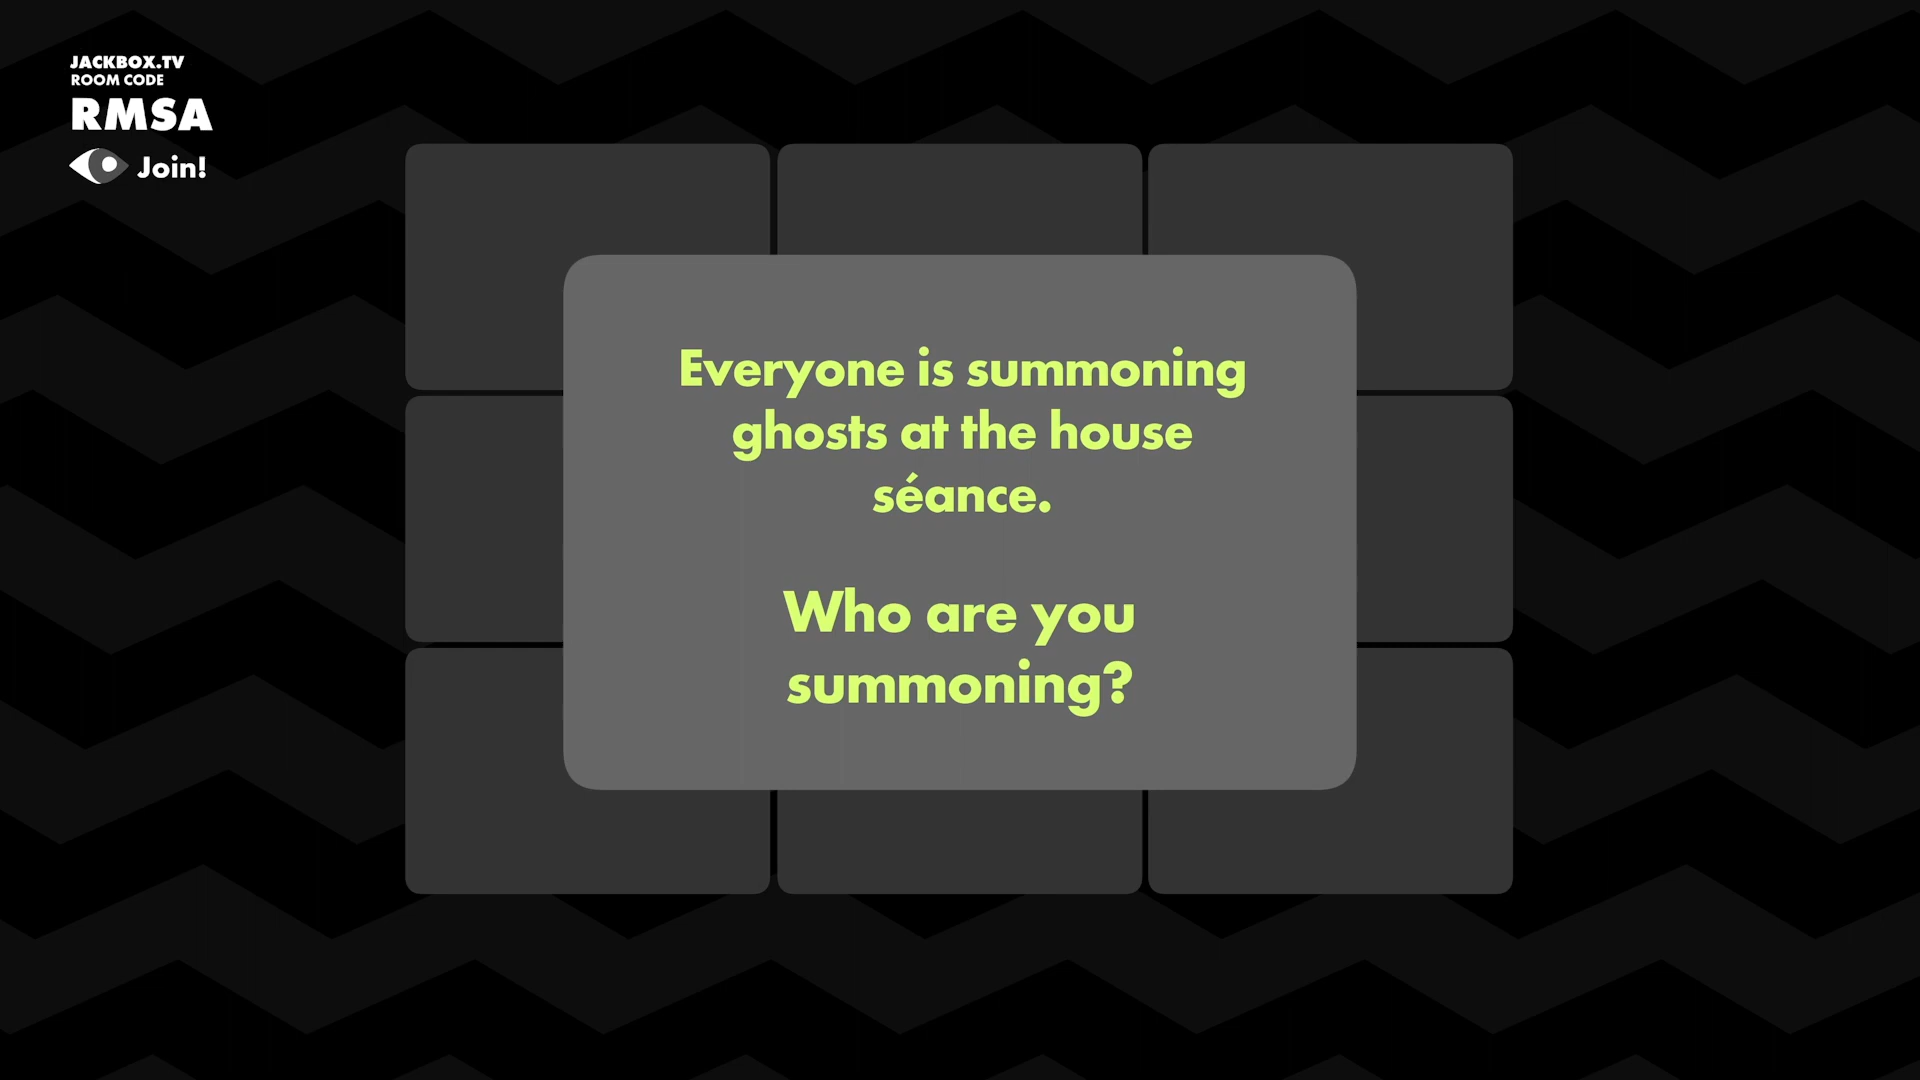 JACKBOX.TV
ROOM CODE
RMSA
Join!
Everyone is summoning
ghosts at the house
séance.
Who are you
summoning?